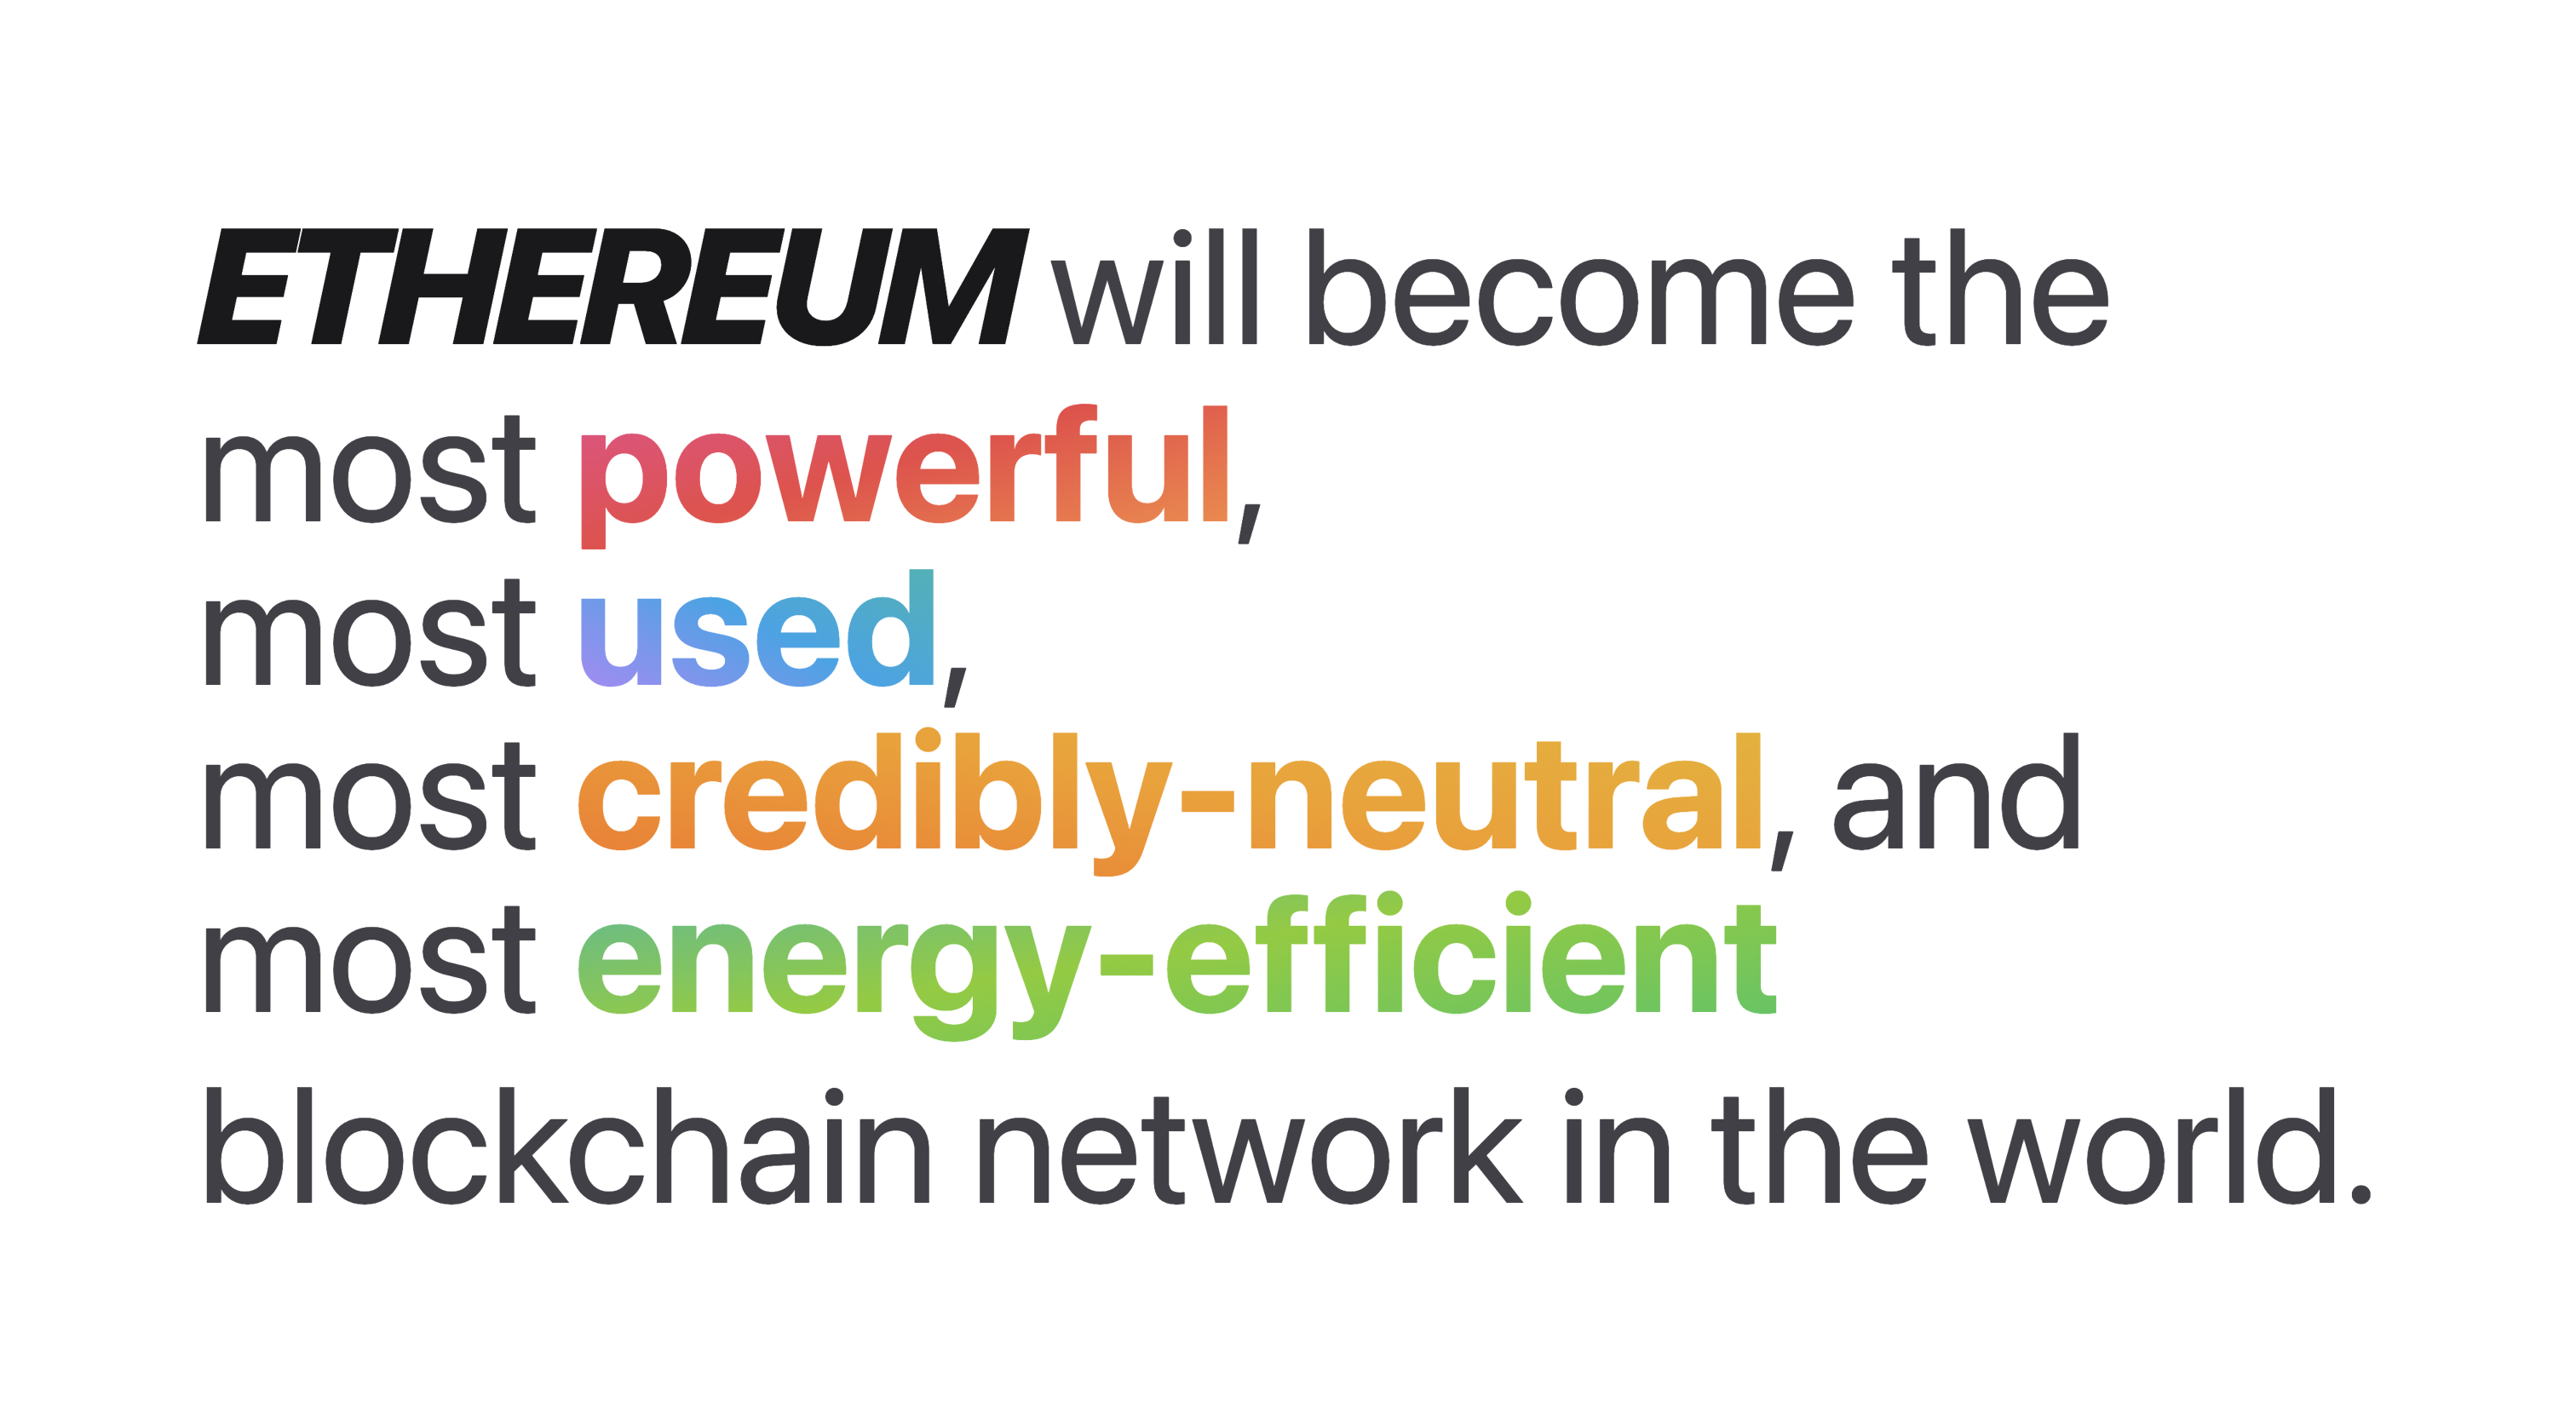 ETHEREUM will become the
most powerful,
most used,
most credibly-neutral, and
most energy-efficient
blockchain network in the world.